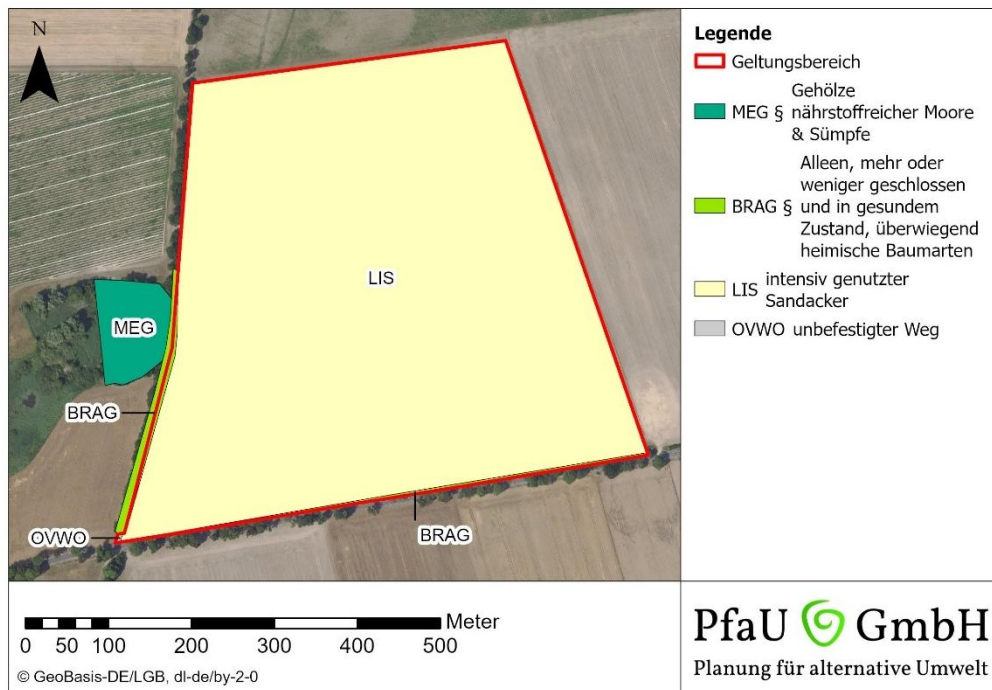 N
LIS
MEG
BRAG
OVWO
BRAG
Legende
Geltungsbereich
Gehölze
MEG § nährstoffreicher Moore
& Sümpfe
Alleen, mehr oder
weniger geschlossen
BRAG § und in gesundem
Zustand, überwiegend
heimische Baumarten
LIS intensiv genutzter
Sandacker
OVWO unbefestigter Weg
Meter
0 50 100 200 300 400 500
© GeoBasis-DE/LGB, dl-de/by-2-0
PfaU GmbH
Planung für alternative Umwelt